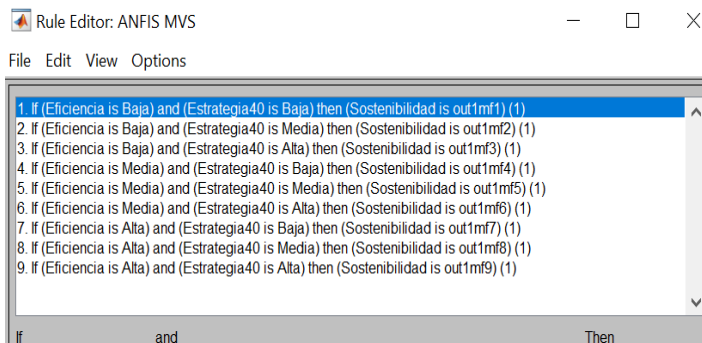 Rule Editor: ANFIS MVS
File Edit View Options
1. If (Eficiencia is Baja) and (Estrategia40 is Baja) then (Sostenibilidad is out1mf1) (1)
2. If (Eficiencia is Baja) and (Estrategia40 is Media) then (Sostenibilidad is out1mf2) (1)
3. If (Eficiencia is Baja) and (Estrategia40 is Alta) then (Sostenibilidad is out1mf3) (1)
4. If (Eficiencia is Media) and (Estrategia40 is Baja) then (Sostenibilidad is out1mf4) (1)
5. If (Eficiencia is Media) and (Estrategia40 is Media) then (Sostenibilidad is out1mf5) (1)
6. If (Eficiencia is Media) and (Estrategia40 is Alta) then (Sostenibilidad is out1mf6) (1)
7. If (Eficiencia is Alta) and (Estrategia40 is Baja) then (Sostenibilidad is out1mf7) (1)
8. If (Eficiencia is Alta) and (Estrategia40 is Media) then (Sostenibilidad is out1mf8) (1)
9. If (Eficiencia is Alta) and (Estrategia40 is Alta) then (Sostenibilidad is out1mf9) (1)
If and Then